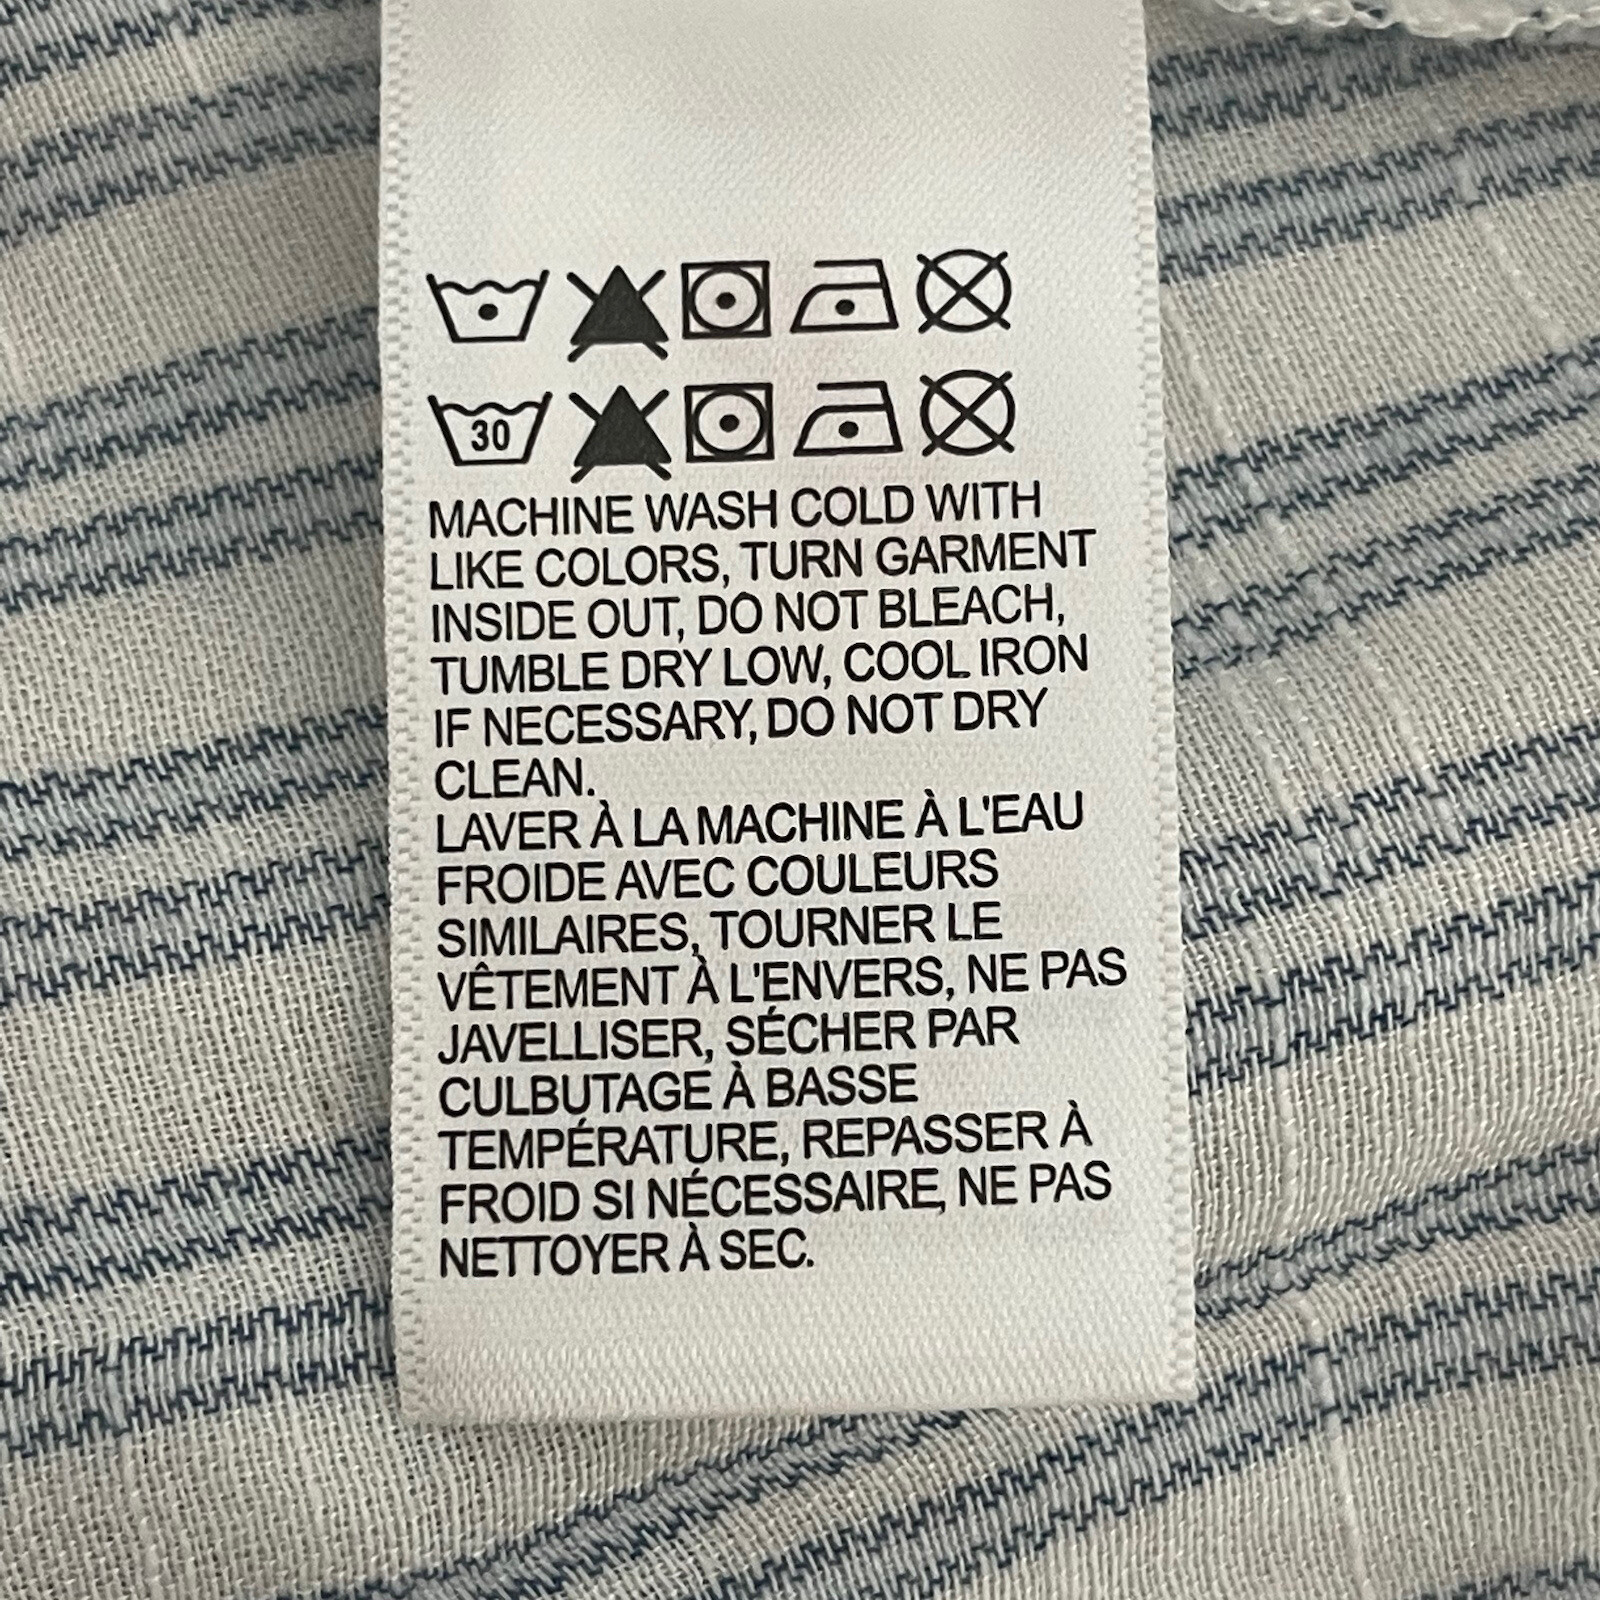 30
MACHINE WASH COLD WITH
LIKE COLORS, TURN GARMENT
INSIDE OUT, DO NOT BLEACH,
TUMBLE DRY LOW, COOL IRON
IF NECESSARY, DO NOT DRY
CLEAN.
LAVER À LA MACHINE À L'EAU
FROIDE AVEC COULEURS
SIMILAIRES, TOURNER LE
VÊTEMENT À L'ENVERS, NE PAS
JAVELLISER, SÉCHER PAR
CULBUTAGE À BASSE
TEMPÉRATURE, REPASSER À
FROID SI NÉCESSAIRE, NE PAS
NETTOYER À SEC.